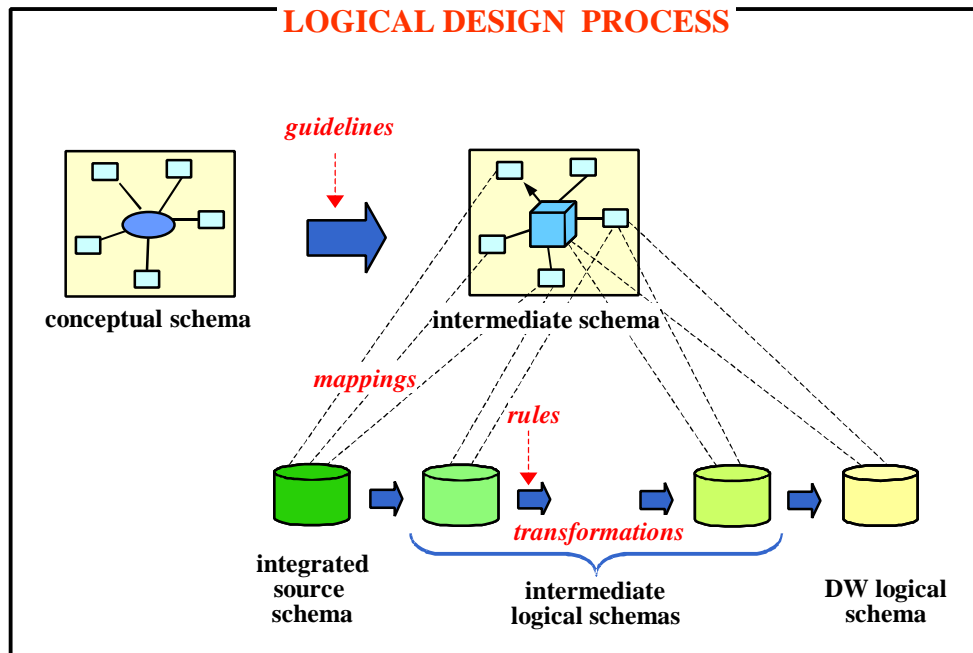 LOGICAL DESIGN PROCESS
guidelines
conceptual schema
intermediate schema
mappings
rules
transformations
integrated
source
schema
intermediate
logical schemas
DW logical
schema